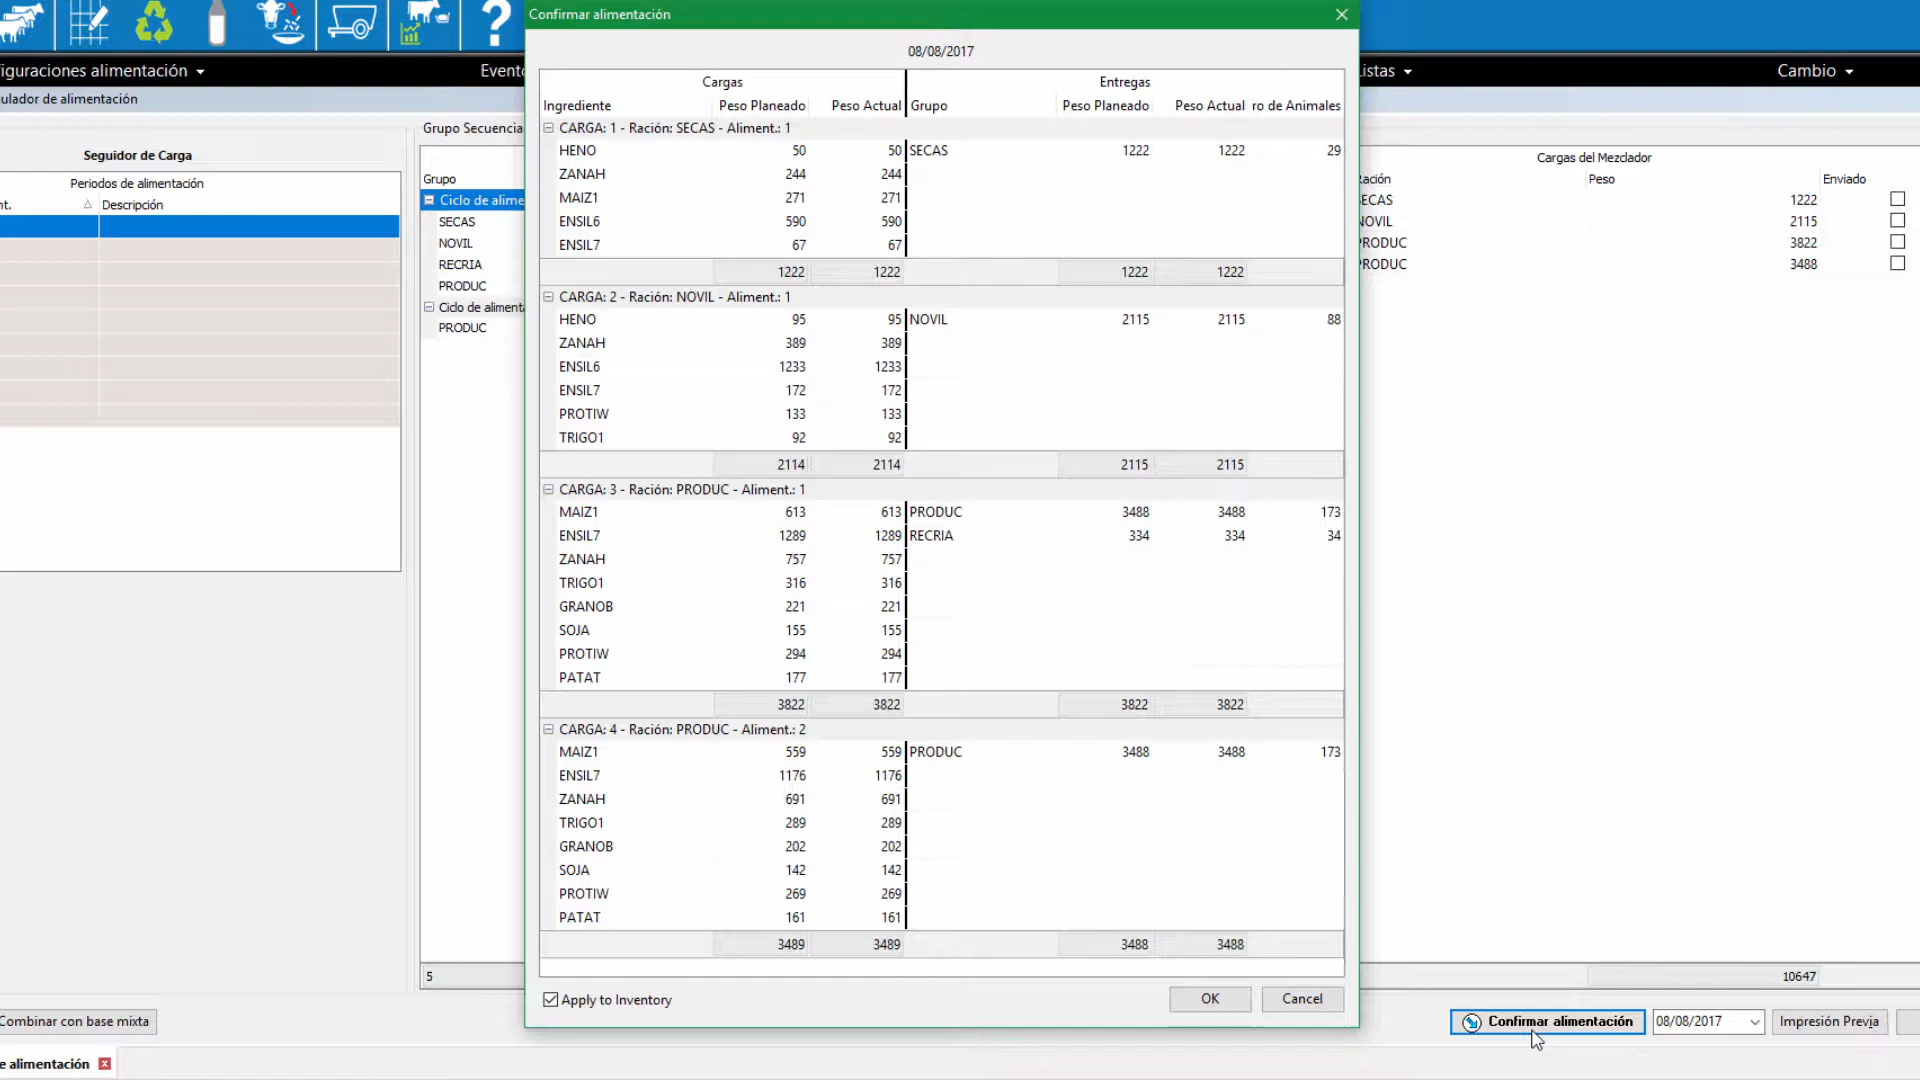 Confirmar alimentación
08/08/2017
iguraciones alimentación
Evento
istas
Cambio
ulador de alimentación
Seguidor de Carga
Periodos de alimentación
nt. Descripción
Grupo Secuencia
Grupo
Ciclo de alime
SECAS
NOVIL
RECRIA
PRODUC
Ciclo de alimenta
PRODUC
5
Cargas Entregas
Ingrediente Peso Planeado Peso Actual Grupo Peso Planeado Peso Actual ro de Animales
CARGA: 1 - Ración: SECAS - Aliment.: 1
HENO 50 50 SECAS 1222 1222 29
ZANAH 244 244
MAIZ1 271 271
ENSIL6 590 590
ENSIL7 67 67
1222 1222 1222 1222
CARGA: 2 - Ración: NOVIL - Aliment.: 1
HENO 95 95 NOVIL 2115 2115 88
ZANAH 389 389
ENSIL6 1233 1233
ENSIL7 172 172
PROTIW 133 133
TRIGO1 92 92
2114 2114 2115 2115
CARGA: 3 - Ración: PRODUC - Aliment.: 1
MAIZ1 613 613 PRODUC 3488 3488 173
ENSIL7 1289 1289 RECRIA 334 334 34
ZANAH 757 757
TRIGO1 316 316
GRANOB 221 221
SOJA 155 155
PROTIW 294 294
PATAT 177 177
3822 3822 3822 3822
CARGA: 4 - Ración: PRODUC - Aliment.: 2
MAIZ1 559 559 PRODUC 3488 3488 173
ENSIL7 1176 1176
ZANAH 691 691
TRIGO1 289 289
GRANOB 202 202
SOJA 142 142
PROTIW 269 269
PATAT 161 161
3489 3489 3488 3488
Apply to Inventory OK Cancel
Cargas del Mezclador
Ración Peso Enviado
SECAS 1222
NOVIL 2115
PRODUC 3822
PRODUC 3488
10647
Combinar con base mixta
Confirmar alimentación 08/08/2017 Impresión Previa
e alimentación